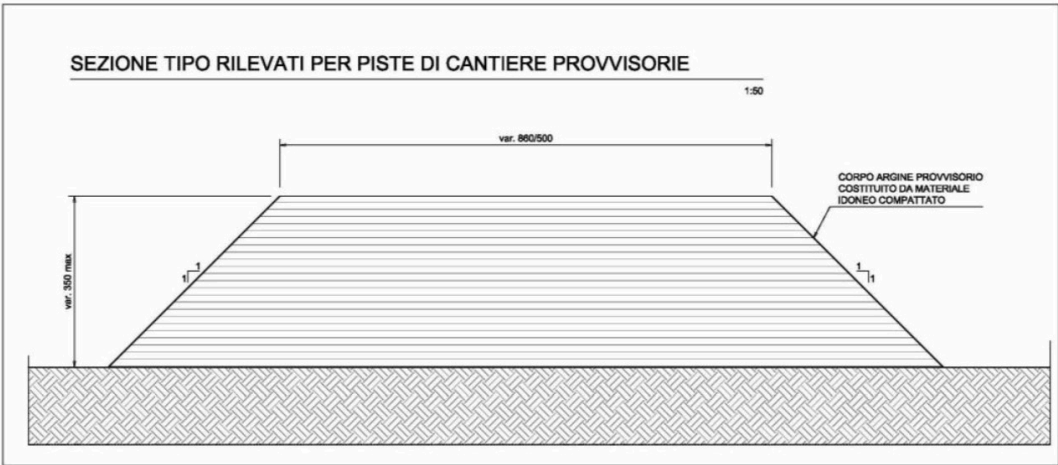 SEZIONE TIPO RILEVATI PER PISTE DI CANTIERE PROVVISORIE
1:50
var. 860/500
CORPO ARGINE PROVVISORIO
COSTITUITO DA MATERIALE
IDONEO COMPATTATO
var. 350 max
1
1
1
1